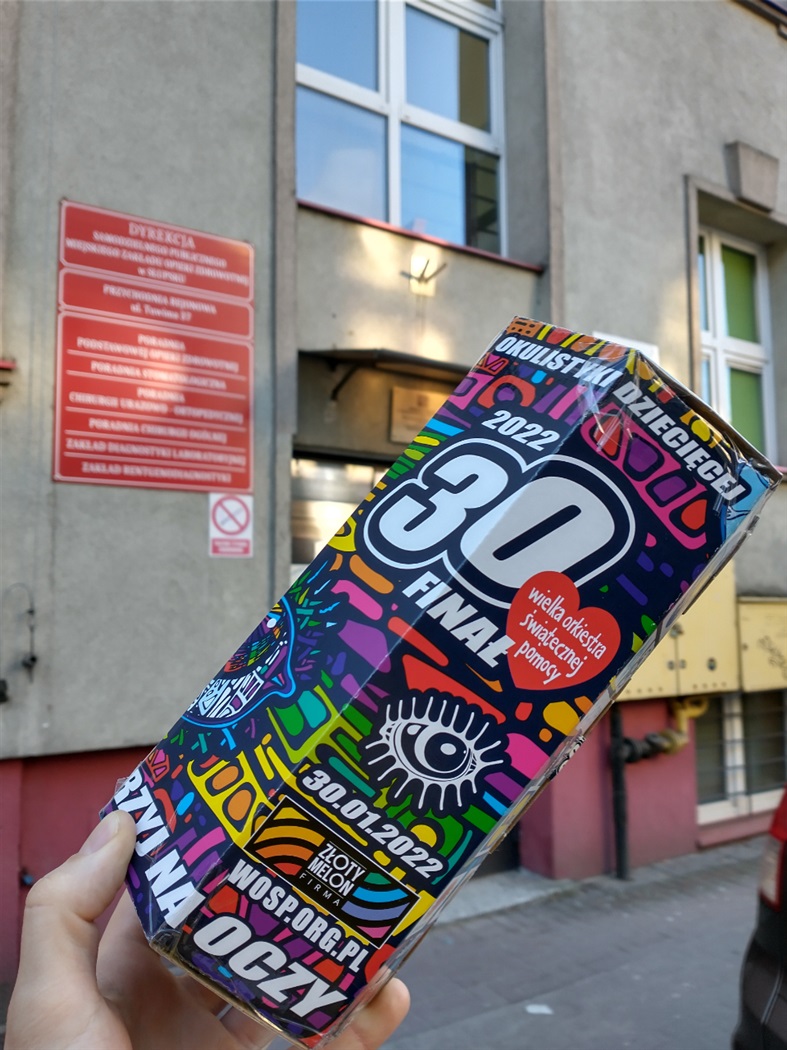 DYREKCJA
SAMODZIELNEGO PUBLICZNEGO
MIEJSKIEGO ZAKŁADU OPIEKI ZDROWOTNEJ
w SŁUPSKU
PRZYCHODNIA REJONOWA
ul. Tuwima 37
PORADNIA
PODSTAWOWEJ OPIEKI ZDROWOTNEJ
PORADNIA STOMATOLOGICZNA
PORADNIA
CHIRURGII URAZOWO - ORTOPEDYCZNEJ
PORADNIA CHIRURGII OGÓLNEJ
ZAKŁAD DIAGNOSTYKI LABORATORYJNEJ
ZAKŁAD RENTGENODIAGNOSTYKI
OKULISTYKI DZIECIĘCEJ
2022
30
FINAŁ
wielka orkiestra
świątecznej
pomocy
30.01.2022
ZŁOTY
MELON
FIRMA
WOSP.ORG.PL
RZYJ NA
OCZY